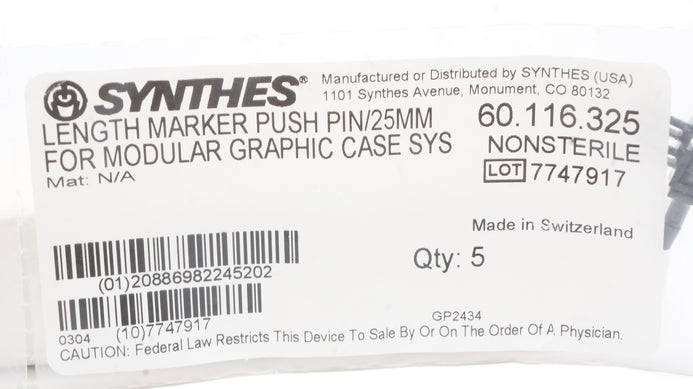 SYNTHES®
Manufactured or Distributed by SYNTHES (USA)
1101 Synthes Avenue, Monument, CO 80132
LENGTH MARKER PUSH PIN/25MM
FOR MODULAR GRAPHIC CASE SYS
Mat: N/A
60.116.325
NONSTERILE
LOT 7747917
Made in Switzerland
Qty: 5
(01)20886982245202
(10)7747917
0304
GP2434
CAUTION: Federal Law Restricts This Device To Sale By Or On The Order Of A Physician.